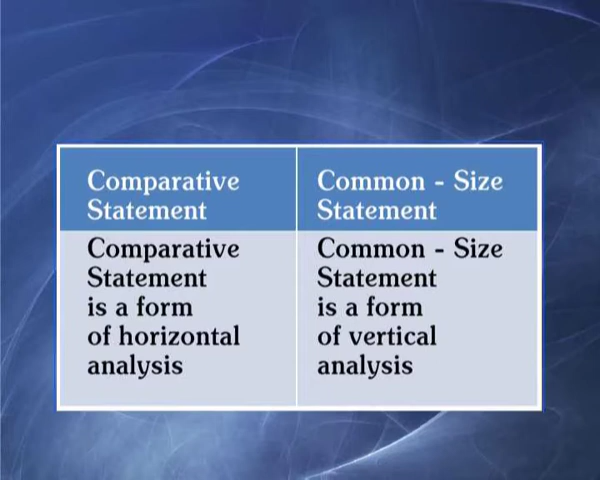 Comparative
Statement
Common - Size
Statement
Comparative
Statement
is a form
of horizontal
analysis
Common - Size
Statement
is a form
of vertical
analysis